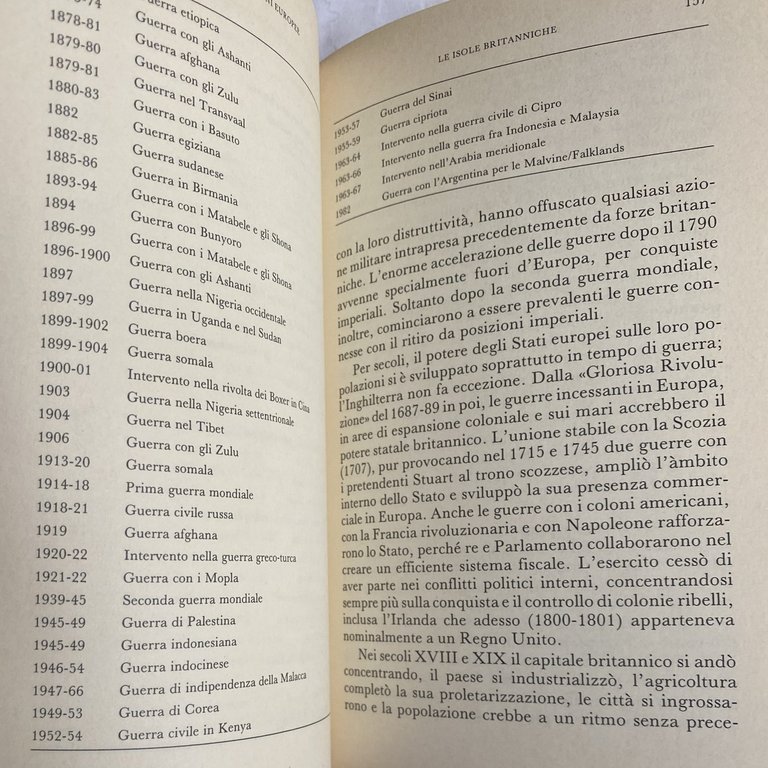 EUROPEE
Guerra etiopica
74 Guerra con gli Ashanti
1878-81 Guerra afghana
1879-80 Guerra con gli Zulu
1879-81 Guerra nel Transvaal
1880-83 Guerra con i Basuto
1882 Guerra egiziana
1882-85 Guerra sudanese
1885-86 Guerra in Birmania
1893-94 Guerra con i Matabele e gli Shona
1894 Guerra con Bunyoro
1896-99 Guerra con i Matabele e gli Shona
1896-1900 Guerra con gli Ashanti
1897 Guerra nella Nigeria occidentale
1897-99 Guerra in Uganda e nel Sudan
1899-1902 Guerra boera
1899-1904 Guerra somala
1900-01 Intervento nella rivolta dei Boxer in Cina
1903 Guerra nella Nigeria settentrionale
1904 Guerra nel Tibet
1906 Guerra con gli Zulu
1913-20 Guerra somala
1914-18 Prima guerra mondiale
1918-21 Guerra civile russa
1919 Guerra afghana
1920-22 Intervento nella guerra greco-turca
1921-22 Guerra con i Mopla
1939-45 Seconda guerra mondiale
1945-49 Guerra di Palestina
1945-49 Guerra indonesiana
1946-54 Guerra indocinese
1947-66 Guerra di indipendenza della Malacca
1949-53 Guerra di Corea
1952-54 Guerra civile in Kenya
LE ISOLE BRITANNICHE 157
1953-57 Guerra del Sinai
1955-59 Guerra cipriota
1963-64 Intervento nella guerra civile di Cipro
1963-66 Intervento nella guerra fra Indonesia e Malaysia
1963-67 Intervento nell'Arabia meridionale
1982 Guerra con l'Argentina per le Malvine/Falklands
con la loro distruttività, hanno offuscato qualsiasi azio-
ne militare intrapresa precedentemente da forze britan-
niche. L'enorme accelerazione delle guerre dopo il 1790
avvenne specialmente fuori d'Europa, per conquiste
imperiali. Soltanto dopo la seconda guerra mondiale,
inoltre, cominciarono a essere prevalenti le guerre con-
nesse con il ritiro da posizioni imperiali.
Per secoli, il potere degli Stati europei sulle loro po-
polazioni si è sviluppato soprattutto in tempo di guerra;
l'Inghilterra non fa eccezione. Dalla «Gloriosa Rivolu-
zione» del 1687-89 in poi, le guerre incessanti in Europa,
in aree di espansione coloniale e sui mari accrebbero il
potere statale britannico. L'unione stabile con la Scozia
(1707), pur provocando nel 1715 e 1745 due guerre con
i pretendenti Stuart al trono scozzese, ampliò l'àmbito
interno dello Stato e sviluppò la sua presenza commer-
ciale in Europa. Anche le guerre con i coloni americani,
con la Francia rivoluzionaria e con Napoleone rafforza-
rono lo Stato, perché re e Parlamento collaborarono nel
creare un efficiente sistema fiscale. L'esercito cessò di
aver parte nei conflitti politici interni, concentrandosi
sempre più sulla conquista e il controllo di colonie ribelli,
inclusa l'Irlanda che adesso (1800-1801) apparteneva
nominalmente a un Regno Unito.
Nei secoli XVIII e XIX il capitale britannico si andò
concentrando, il paese si industrializzò, l'agricoltura
completò la sua proletarizzazione, le città si ingrossa-
rono e la popolazione crebbe a un ritmo senza prece-